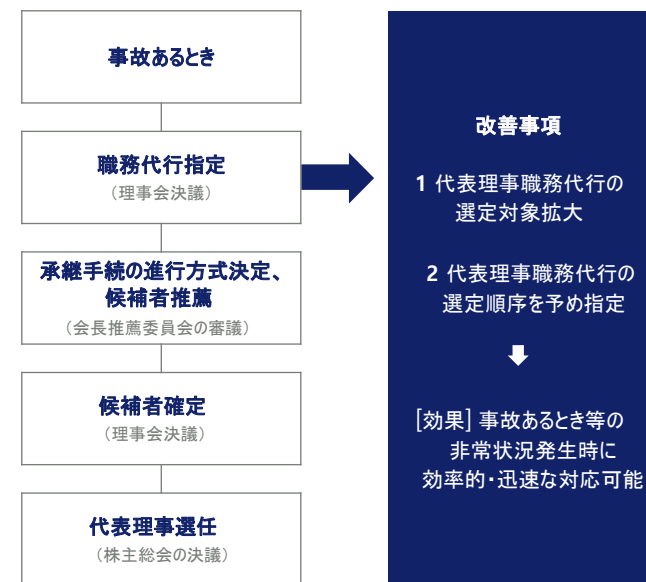 事故あるとき
職務代行指定
（理事会決議）
承継手続の進行方式決定、
候補者推薦
（会長推薦委員会の審議）
候補者確定
（理事会決議）
代表理事選任
（株主総会の決議）
改善事項
1 代表理事職務代行の
選定対象拡大
2 代表理事職務代行の
選定順序を予め指定
[効果] 事故あるとき等の
非常状況発生時に
効率的・迅速な対応可能